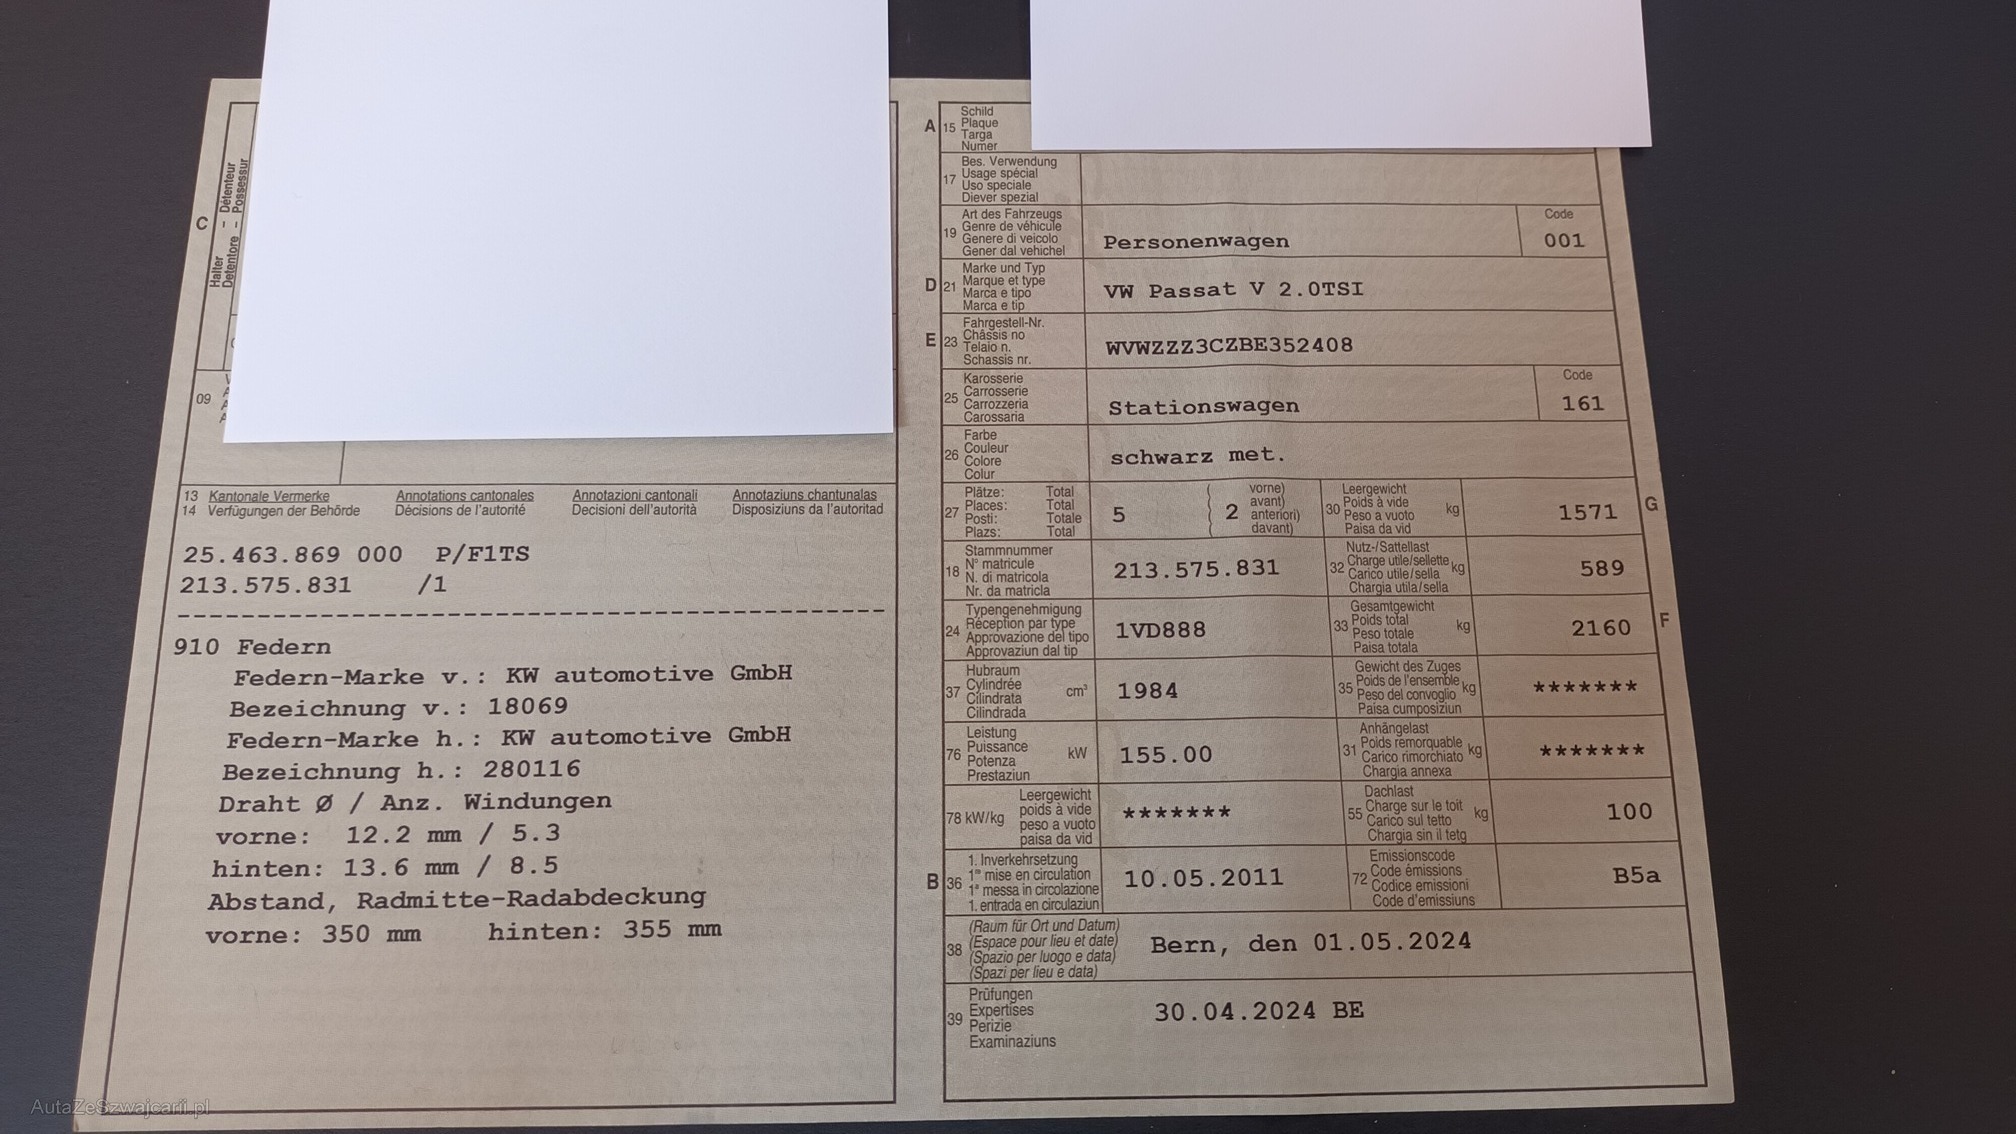 C
Halter – Détenteur
Detentore – Possessur
09
13 Kantonale Vermerke Annotations cantonales Annotazioni cantonali Annotaziuns chantunalas
14 Verfügungen der Behörde Décisions de l'autorité Decisioni dell'autorità Disposiziuns da l'autoritad
25.463.869 000 P/F1TS
213.575.831 /1
910 Federn
Federn-Marke v.: KW automotive GmbH
Bezeichnung v.: 18069
Federn-Marke h.: KW automotive GmbH
Bezeichnung h.: 280116
Draht Ø / Anz. Windungen
vorne: 12.2 mm / 5.3
hinten: 13.6 mm / 8.5
Abstand, Radmitte-Radabdeckung
vorne: 350 mm hinten: 355 mm
A 15 Schild
Plaque
Targa
Numer
17 Bes. Verwendung
Usage spécial
Uso speciale
Diever spezial
19 Art des Fahrzeugs
Genre de véhicule
Genere di veicolo
Gener dal vehichel
Personenwagen
Code
001
D 21 Marke und Typ
Marque et type
Marca e tipo
Marca e tip
VW Passat V 2.0TSI
E 23 Fahrgestell-Nr.
Châssis no
Telaio n.
Schassis nr.
WVWZZZ3CZBE352408
25 Karosserie
Carrosserie
Carrozzeria
Carossaria
Stationswagen
Code
161
26 Farbe
Couleur
Colore
Colur
schwarz met.
27 Plätze: Total
Places: Total
Posti: Totale
Plazs: Total
5
2
vorne)
avant)
anteriori)
davant)
30 Leergewicht
Poids à vide kg
Peso a vuoto
Paisa da vid
1571
G
18 Stammnummer
N° matricule
N. di matricola
Nr. da matricla
213.575.831
32 Nutz-/Sattellast
Charge utile/sellette kg
Carico utile/sella
Chargia utila/sella
589
24 Typengenehmigung
Réception par type
Approvazione del tipo
Approvaziun dal tip
1VD888
33 Gesamtgewicht
Poids total kg
Peso totale
Paisa totala
2160
F
37 Hubraum
Cylindrée cm³
Cilindrata
Cilindrada
1984
35 Gewicht des Zuges
Poids de l'ensemble kg
Peso del convoglio
Paisa cumposiziun
*******
76 Leistung
Puissance kW
Potenza
Prestaziun
155.00
31 Anhängelast
Poids remorquable kg
Carico rimorchiato
Chargia annexa
*******
78 kW/kg
Leergewicht
poids à vide
peso a vuoto
paisa da vid
*******
55 Dachlast
Charge sur le toit kg
Carico sul tetto
Chargia sin il tetg
100
B 36 1. Inverkehrsetzung
1re mise en circulation
1a messa in circolazione
1. entrada en circulaziun
10.05.2011
72 Emissionscode
Code émissions
Codice emissioni
Code d'emissiuns
B5a
38 (Raum für Ort und Datum)
(Espace pour lieu et date)
(Spazio per luogo e data)
(Spazi per lieu e data)
Bern, den 01.05.2024
39 Prüfungen
Expertises
Perizie
Examinaziuns
30.04.2024 BE
AutaZeSzwajcarii.pl